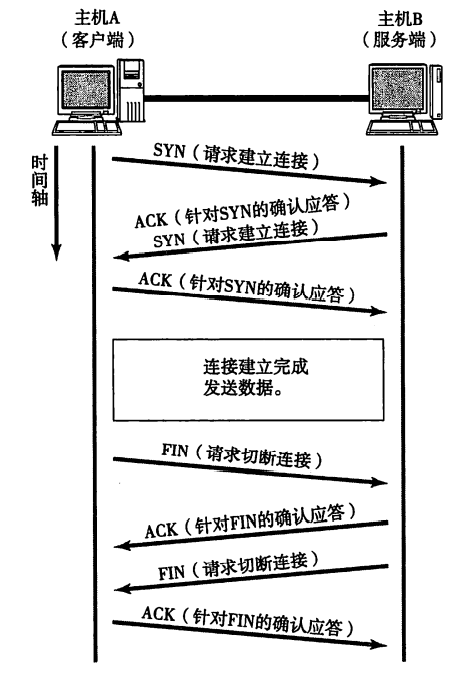 主机A
（客户端）
主机B
（服务端）
时间轴
SYN（请求建立连接）
ACK（针对SYN的确认应答）
SYN（请求建立连接）
ACK（针对SYN的确认应答）
连接建立完成
发送数据。
FIN（请求切断连接）
ACK（针对FIN的确认应答）
FIN（请求切断连接）
ACK（针对FIN的确认应答）